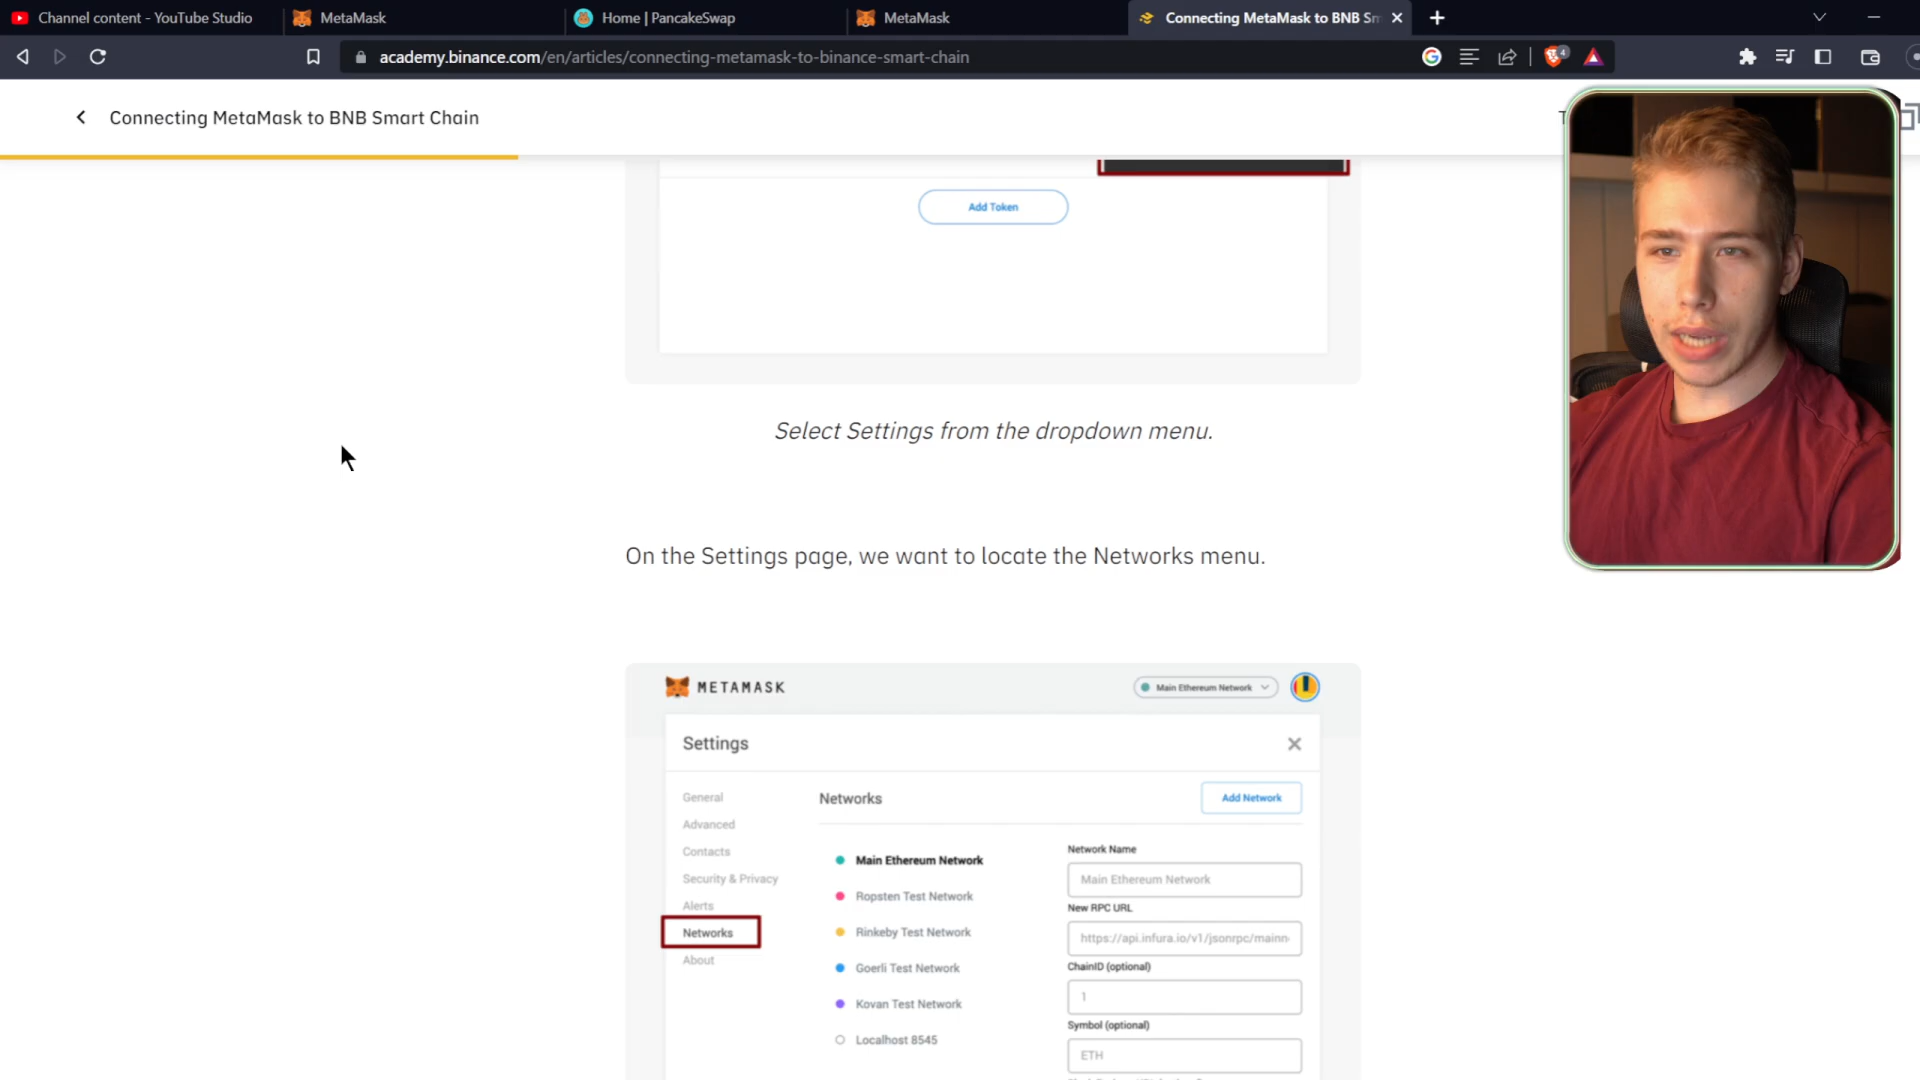 Channel content - YouTube Studio
MetaMask
Home | PancakeSwap
MetaMask
Connecting MetaMask to BNB Sm
academy.binance.com/en/articles/connecting-metamask-to-binance-smart-chain
4
Connecting MetaMask to BNB Smart Chain
Add Token
Select Settings from the dropdown menu.
On the Settings page, we want to locate the Networks menu.
METAMASK
Main Ethereum Network
Settings
General
Advanced
Contacts
Security & Privacy
Alerts
Networks
About
Networks
Add Network
Main Ethereum Network
Ropsten Test Network
Rinkeby Test Network
Goerli Test Network
Kovan Test Network
Localhost 8545
Network Name
Main Ethereum Network
New RPC URL
https://api.infura.io/v1/jsonrpc/mainn
ChainID (optional)
1
Symbol (optional)
ETH